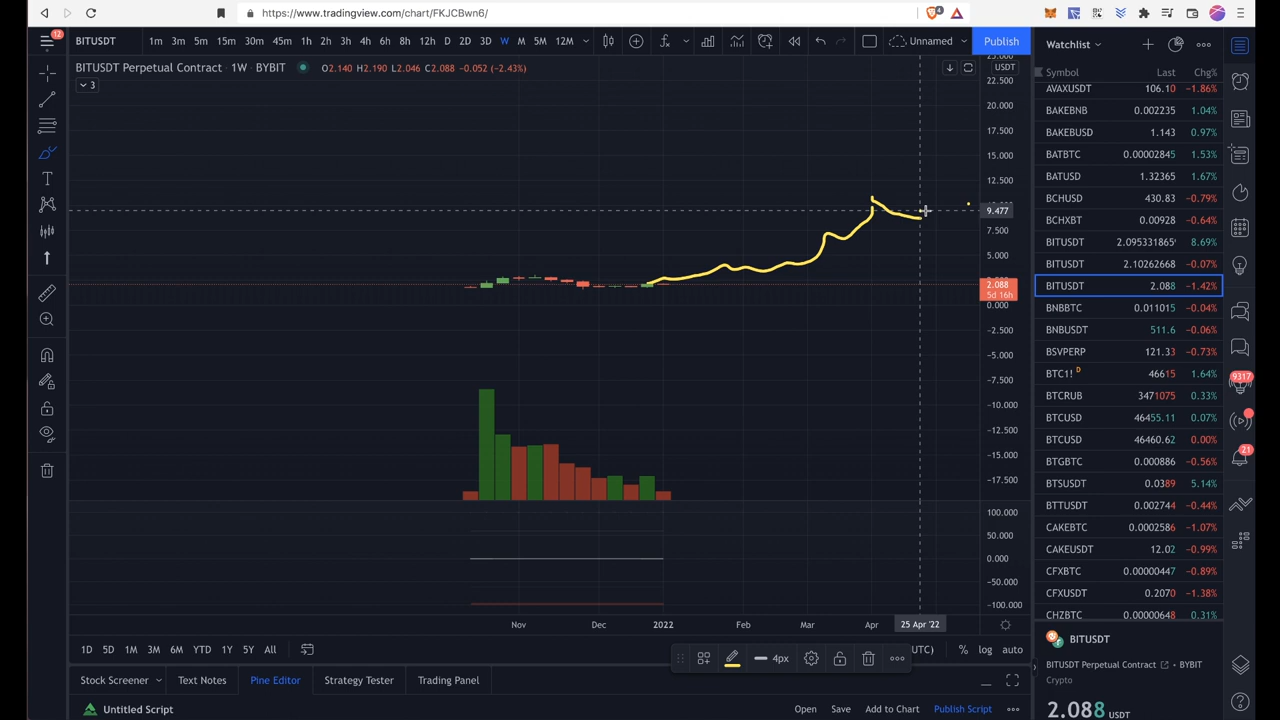 https://www.tradingview.com/chart/FKJCBwn6/
4
12
BITUSDT
1m 3m 5m 15m 30m 45m 1h 2h 3h 4h 6h 8h 12h D 2D 3D 5D W M 5M 12M
Unnamed
Publish
Watchlist
BITUSDT Perpetual Contract · 1W · BYBIT
O2.140 H2.190 L2.046 C2.088 -0.052 (-2.43%)
USDT
3
Symbol Last Chg%
AVAXUSDT 106.10 -1.86%
BAKEBNB 0.002235 1.04%
BAKEBUSD 1.143 0.97%
BATBTC 0.00002845 1.53%
BATUSD 1.32365 1.67%
BCHUSD 430.83 -0.79%
BCHXBT 0.00928 -0.64%
BITUSDT 2.095331865 8.69%
BITUSDT 2.10262668 -0.07%
BITUSDT 2.088 -1.42%
BNBBTC 0.011015 -0.04%
BNBUSDT 511.6 -0.06%
BSVPERP 121.33 -0.73%
BTC1! D 46615 1.64%
BTCRUB 3471075 0.33%
BTCUSD 46455.11 0.07%
BTCUSD 46460.62 0.00%
BTGBTC 0.000886 -0.56%
BTSUSDT 0.0389 5.14%
BTTUSDT 0.002744 -0.44%
CAKEBTC 0.0002586 -1.07%
CAKEUSDT 12.02 -0.99%
CFXBTC 0.00000447 -0.89%
CFXUSDT 0.2070 -1.38%
CHZBTC 0.00000648 0.31%
22.500
20.000
17.500
15.000
12.500
9.477
7.500
5.000
2.088
5d 16h
0.000
−2.500
−5.000
−7.500
−10.000
−12.500
−15.000
−17.500
100.000
50.000
0.000
−50.000
−100.000
9317
21
Nov Dec 2022 Feb Mar Apr 25 Apr '22
1D 5D 1M 3M 6M YTD 1Y 5Y All
4px
UTC) % log auto
Stock Screener Text Notes Pine Editor Strategy Tester Trading Panel
Untitled Script
Open Save Add to Chart Publish Script
BITUSDT
BITUSDT Perpetual Contract · BYBIT
Crypto
2.088 USDT